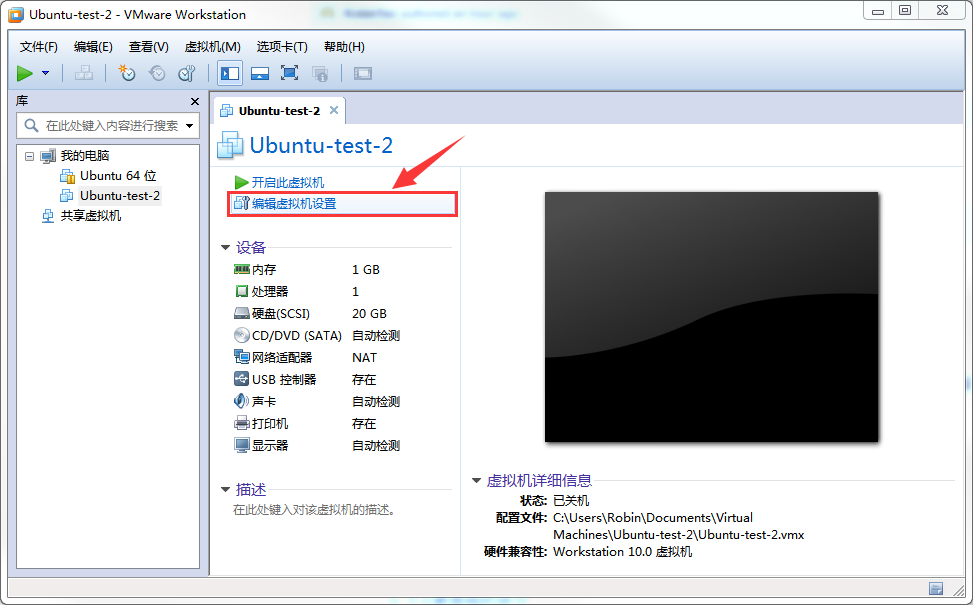 Ubuntu-test-2 - VMware Workstation
文件(F) 编辑(E) 查看(V) 虚拟机(M) 选项卡(T) 帮助(H)
库
在此处键入内容进行搜索
我的电脑
Ubuntu 64 位
Ubuntu-test-2
共享虚拟机
Ubuntu-test-2
Ubuntu-test-2
开启此虚拟机
编辑虚拟机设置
设备
内存 1 GB
处理器 1
硬盘(SCSI) 20 GB
CD/DVD (SATA) 自动检测
网络适配器 NAT
USB 控制器 存在
声卡 自动检测
打印机 存在
显示器 自动检测
描述
在此处键入对该虚拟机的描述。
虚拟机详细信息
状态: 已关机
配置文件: C:\Users\Robin\Documents\Virtual
Machines\Ubuntu-test-2\Ubuntu-test-2.vmx
硬件兼容性: Workstation 10.0 虚拟机